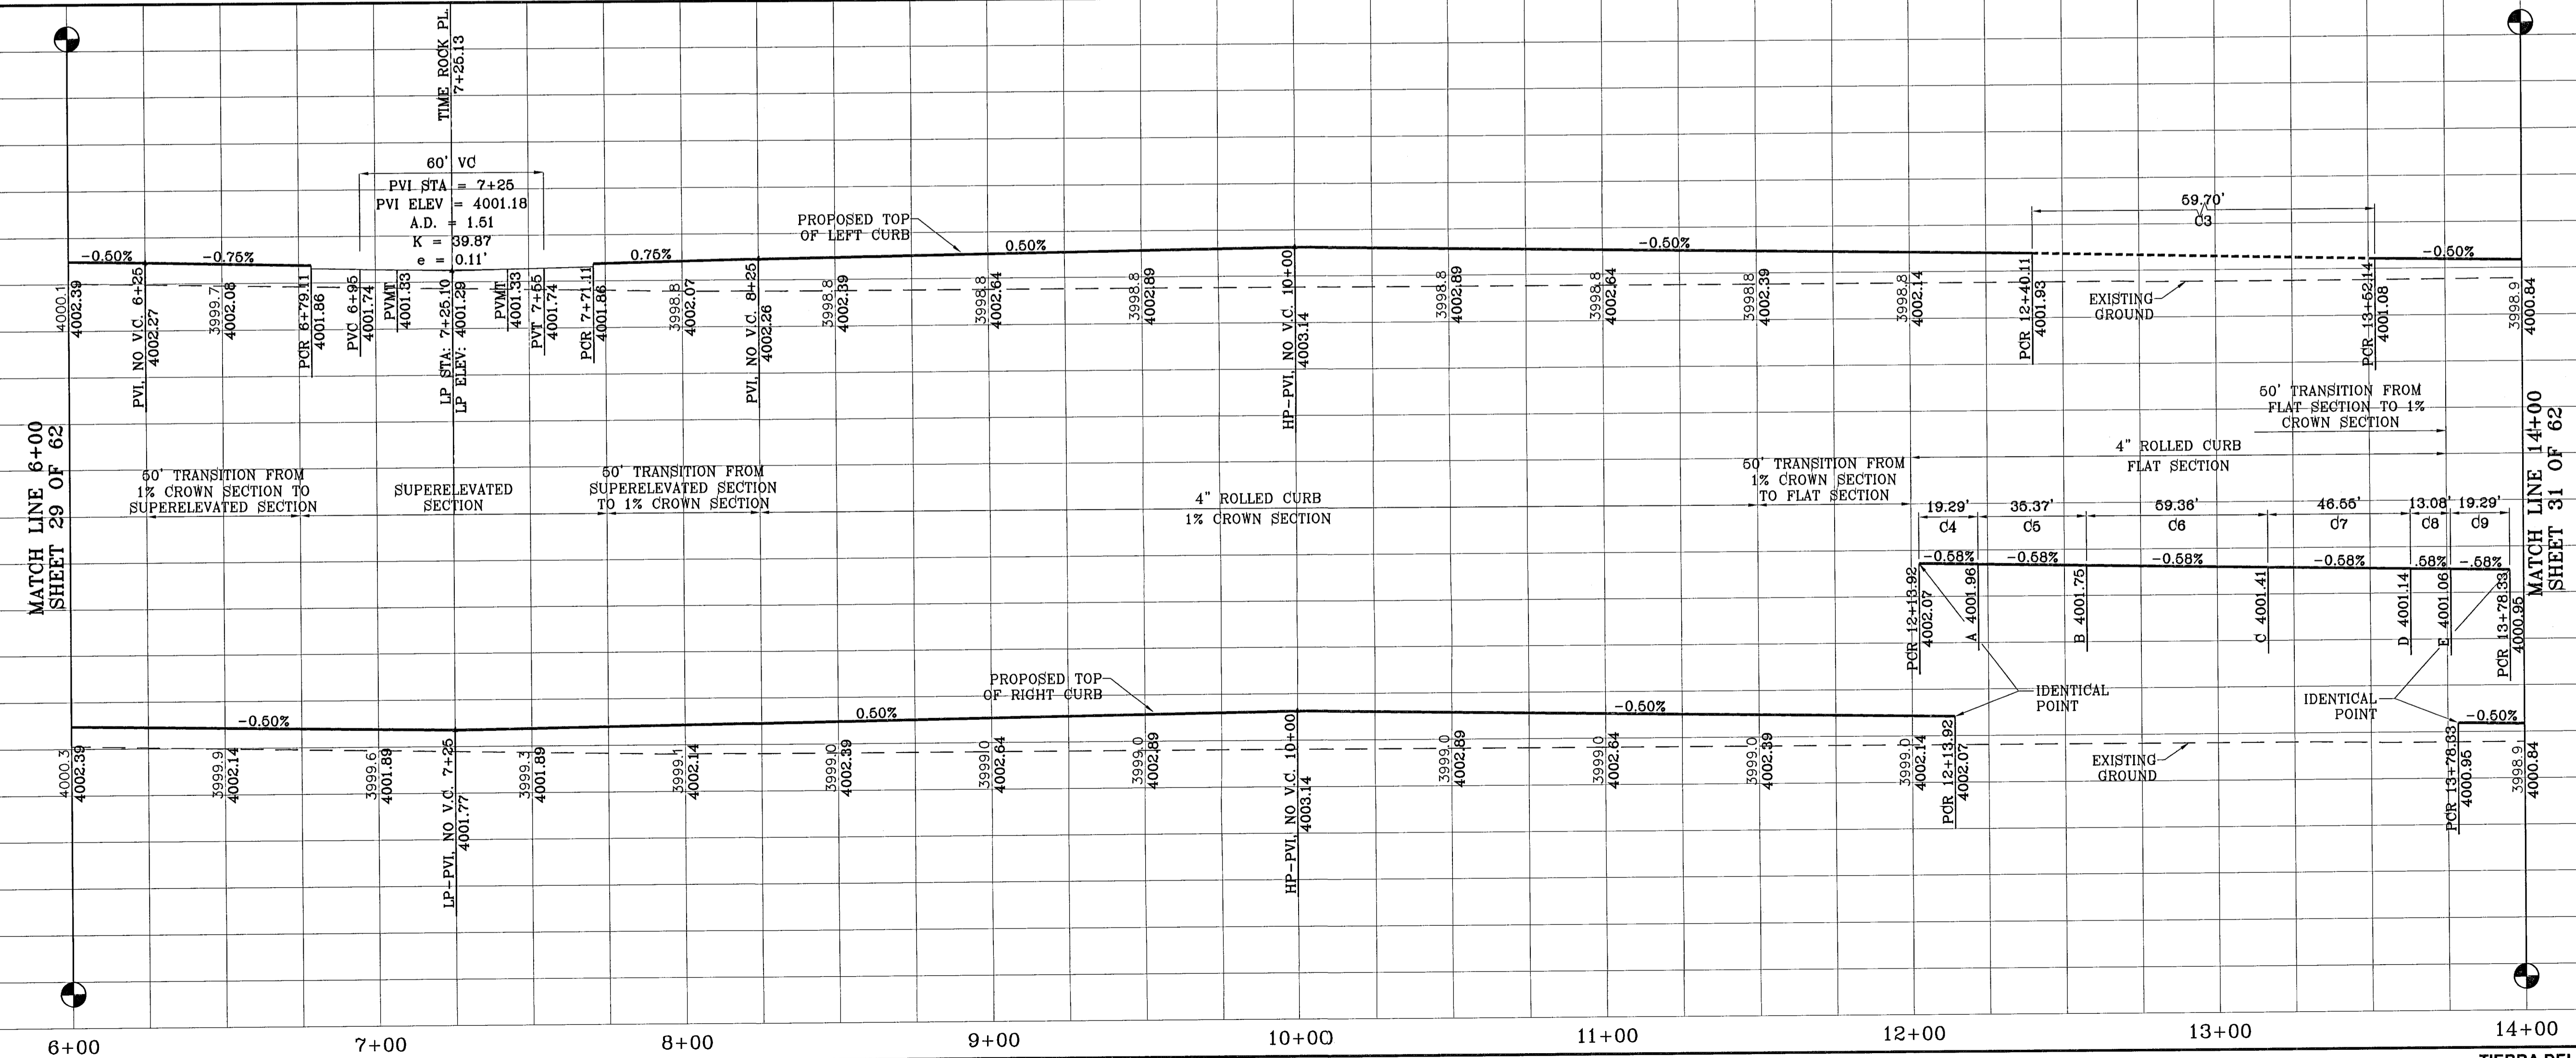 TIME ROCK PL.
7+25.13
60' VC
PVI STA = 7+25
PVI ELEV = 4001.18
A.D. = 1.51
K = 39.87
e = 0.11'
PROPOSED TOP
OF LEFT CURB
59.70'
C3
-0.50%
-0.75%
0.75%
0.50%
-0.50%
-0.50%
4000.1
4002.39
PVI, NO V.C. 6+25
4002.27
3999.7
4002.08
PCR 6+79.11
4001.86
PVC 6+95
4001.74
PVMT
4001.33
LP STA: 7+25.10
LP ELEV: 4001.29
PVMT
4001.33
PVT 7+55
4001.74
PCR 7+71.11
4001.86
3998.8
4002.07
PVI, NO V.C. 8+25
4002.26
3998.8
4002.39
3998.8
4002.64
3998.8
4002.89
HP-PVI, NO V.C. 10+00
4003.14
3998.8
4002.89
3998.8
4002.64
3998.8
4002.39
3998.8
4002.14
PCR 12+40.11
4001.93
EXISTING
GROUND
PCR 13+52.14
4001.08
3998.9
4000.84
MATCH LINE 6+00
SHEET 29 OF 62
50' TRANSITION FROM
1% CROWN SECTION TO
SUPERELEVATED SECTION
SUPERELEVATED
SECTION
50' TRANSITION FROM
SUPERELEVATED SECTION
TO 1% CROWN SECTION
4" ROLLED CURB
1% CROWN SECTION
50' TRANSITION FROM
1% CROWN SECTION
TO FLAT SECTION
50' TRANSITION FROM
FLAT SECTION TO 1%
CROWN SECTION
4" ROLLED CURB
FLAT SECTION
MATCH LINE 14+00
SHEET 31 OF 62
19.29'
C4
35.37'
C5
59.36'
C6
46.55'
C7
13.08'
C8
19.29'
C9
-0.58%
-0.58%
-0.58%
-0.58%
.58%
-.58%
PCR 12+13.92
4002.07
A 4001.96
B 4001.75
C 4001.41
D 4001.14
E 4001.06
PCR 13+78.33
4000.95
IDENTICAL
POINT
IDENTICAL
POINT
PROPOSED TOP
OF RIGHT CURB
-0.50%
0.50%
-0.50%
-0.50%
4000.3
4002.39
3999.9
4002.14
3999.6
4001.89
LP-PVI, NO V.C. 7+25
4001.77
3999.3
4001.89
3999.1
4002.14
3999.0
4002.39
3999.0
4002.64
3999.0
4002.89
HP-PVI, NO V.C. 10+00
4003.14
3999.0
4002.89
3999.0
4002.64
3999.0
4002.39
3999.0
4002.14
PCR 12+13.92
4002.07
EXISTING
GROUND
PCR 13+78.33
4000.95
3998.9
4000.84
6+00
7+00
8+00
9+00
10+00
11+00
12+00
13+00
14+00